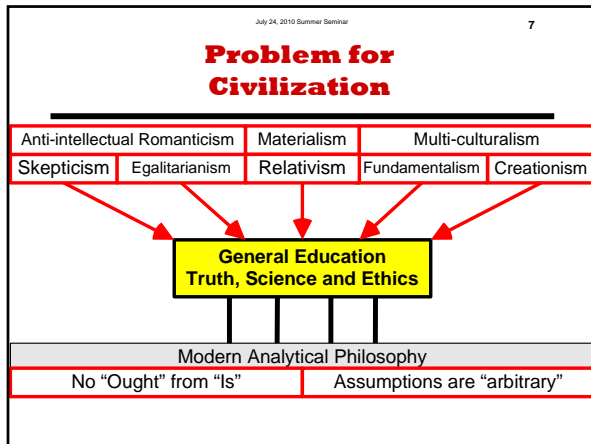 July 24, 2010 Summer Seminar
7
Problem for
Civilization
Anti-intellectual Romanticism Materialism Multi-culturalism
Skepticism Egalitarianism Relativism Fundamentalism Creationism
General Education
Truth, Science and Ethics
Modern Analytical Philosophy
No “Ought” from “Is” Assumptions are “arbitrary”